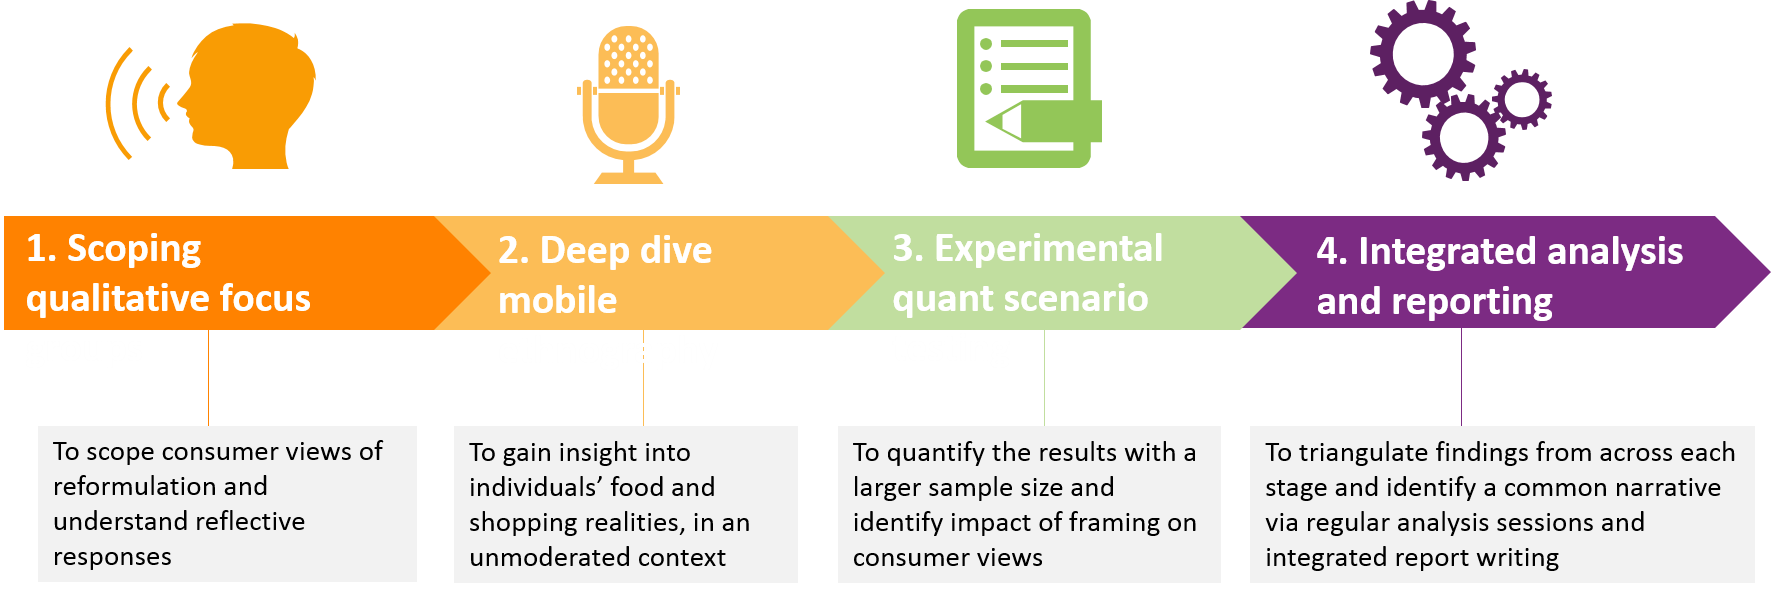 1. Scoping
qualitative focus
2. Deep dive
mobile
3. Experimental
quant scenario
4. Integrated analysis
and reporting
To scope consumer views of
reformulation and
understand reflective
responses
To gain insight into
individuals’ food and
shopping realities, in an
unmoderated context
To quantify the results with a
larger sample size and
identify impact of framing on
consumer views
To triangulate findings from across each
stage and identify a common narrative
via regular analysis sessions and
integrated report writing